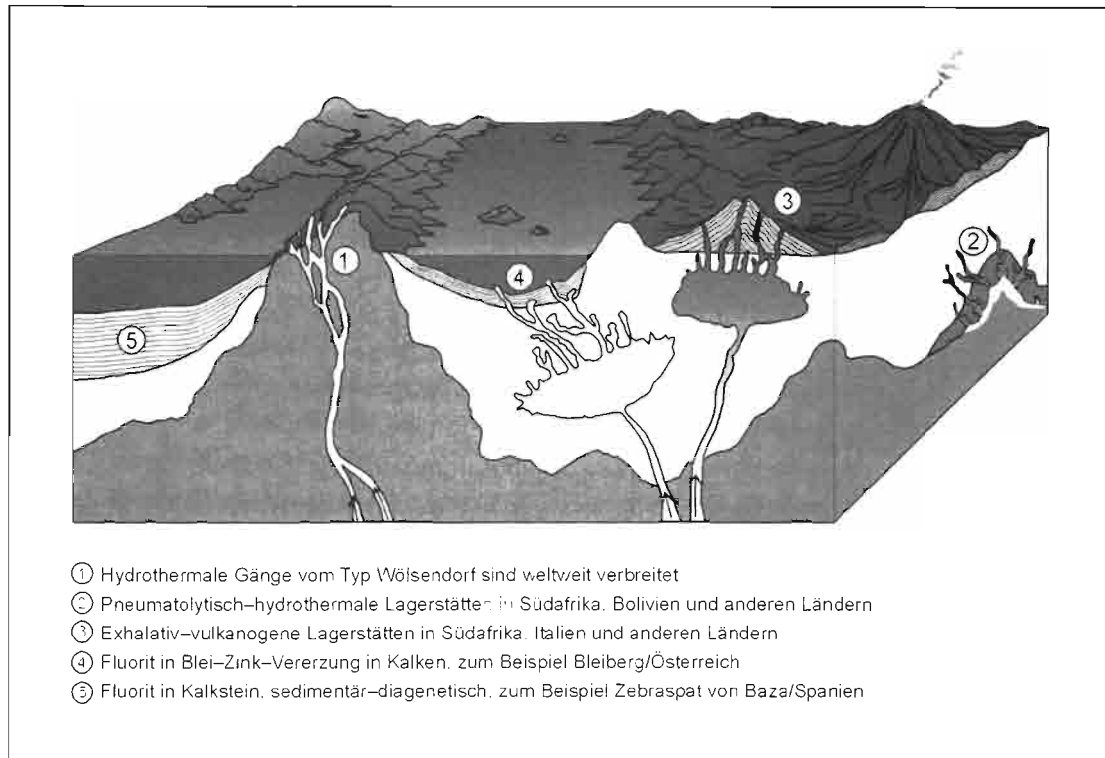 3
2
1
4
5
① Hydrothermale Gänge vom Typ Wölsendorf sind weltweit verbreitet
② Pneumatolytisch–hydrothermale Lagerstätten in Südafrika, Bolivien und anderen Ländern
③ Exhalativ–vulkanogene Lagerstätten in Südafrika, Italien und anderen Ländern
④ Fluorit in Blei–Zink–Vererzung in Kalken, zum Beispiel Bleiberg/Österreich
⑤ Fluorit in Kalkstein, sedimentär–diagenetisch, zum Beispiel Zebraspat von Baza/Spanien